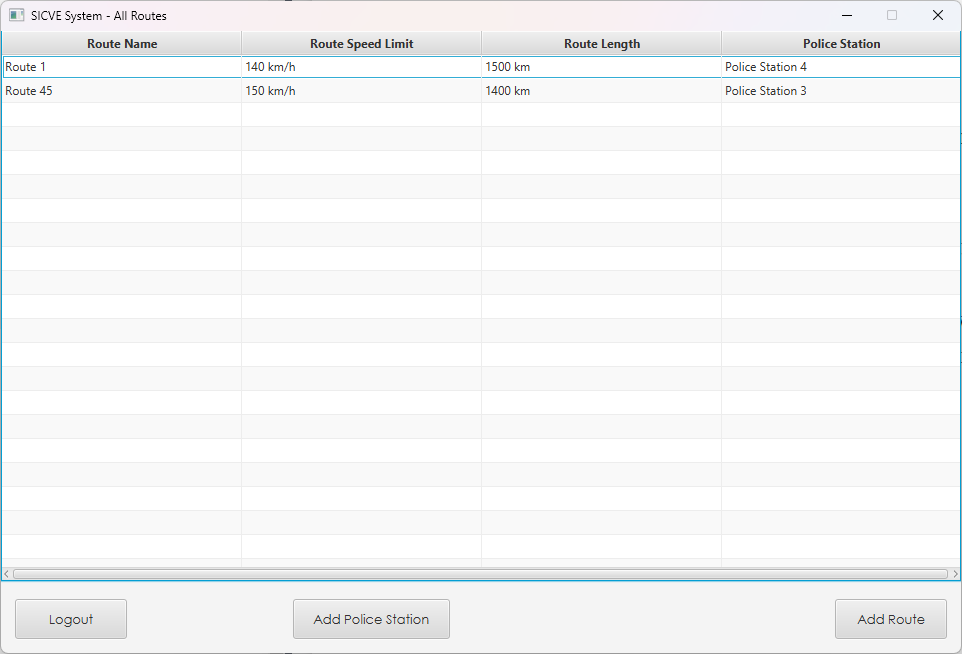 SICVE System - All Routes
Route Name Route Speed Limit Route Length Police Station
Route 1 140 km/h 1500 km Police Station 4
Route 45 150 km/h 1400 km Police Station 3
Logout Add Police Station Add Route